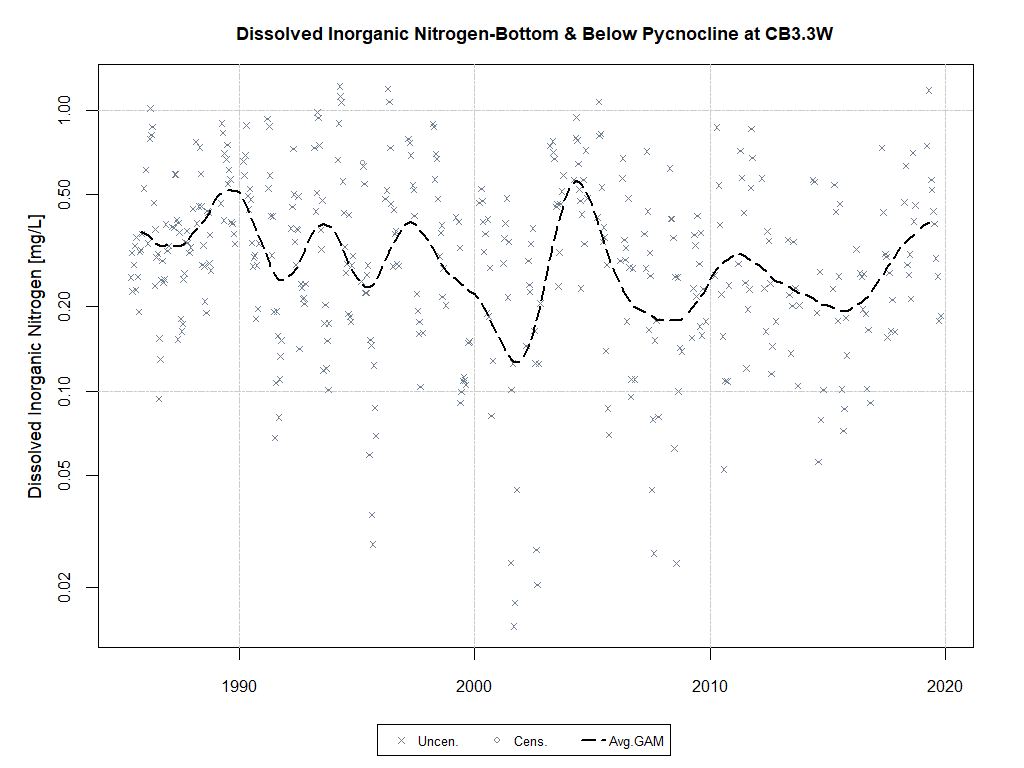 Dissolved Inorganic Nitrogen-Bottom & Below Pycnocline at CB3.3W
Dissolved Inorganic Nitrogen [mg/L]
1.00
0.50
0.20
0.10
0.05
0.02
1990
2000
2010
2020
Uncen.
Cens.
Avg.GAM